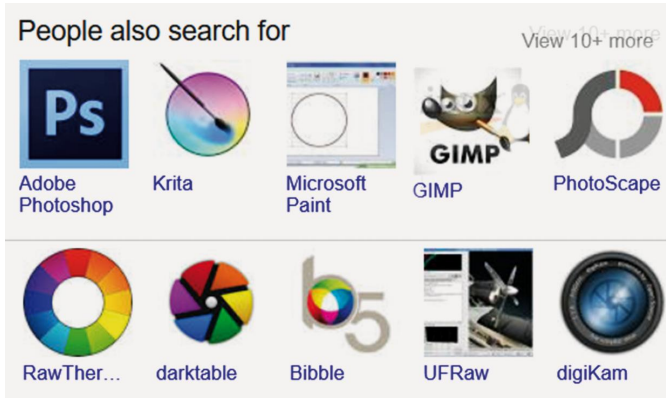 People also search for
View 10+ more
Ps
GIMP
Adobe
Photoshop
Krita
Microsoft
Paint
GIMP
PhotoScape
b5
RawTher...
darktable
Bibble
UFRaw
digiKam